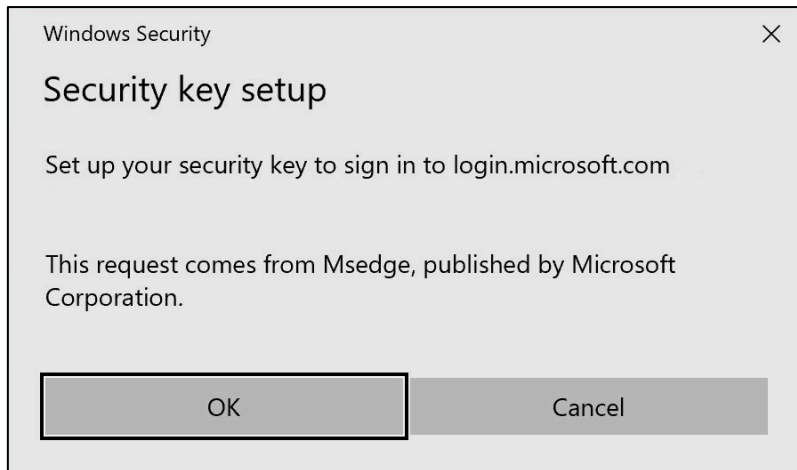 Windows Security
Security key setup
Set up your security key to sign in to login.microsoft.com
This request comes from Msedge, published by Microsoft
Corporation.
OK
Cancel